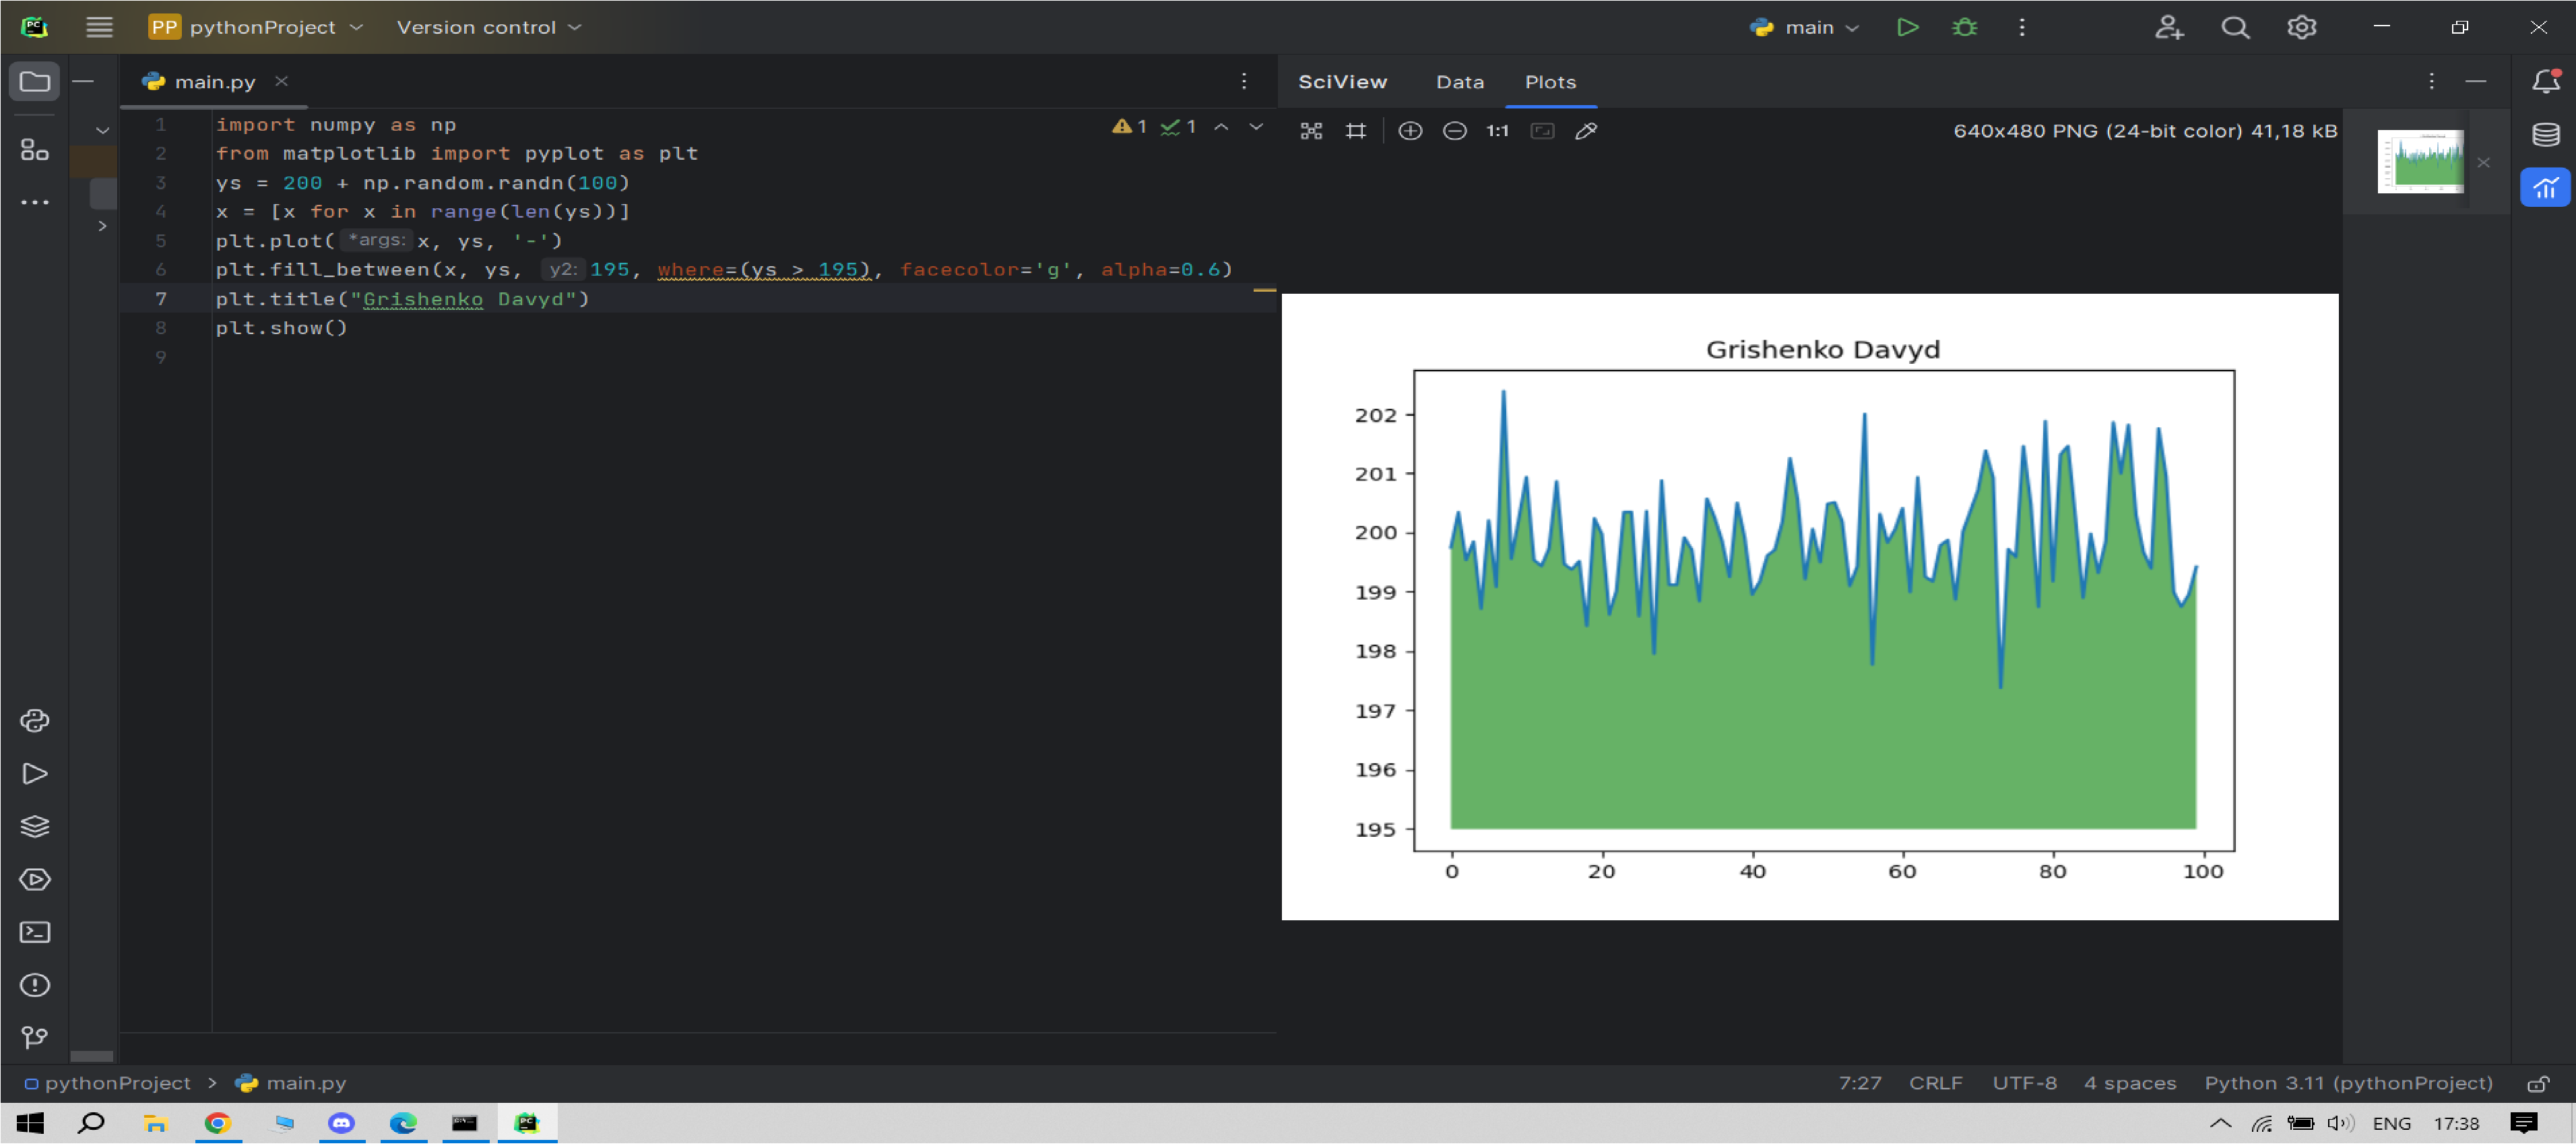 PC PP pythonProject Version control main
main.py
SciView Data Plots
1 import numpy as np
2 from matplotlib import pyplot as plt
3 ys = 200 + np.random.randn(100)
4 x = [x for x in range(len(ys))]
5 plt.plot( *args: x, ys, '-')
6 plt.fill_between(x, ys, y2: 195, where=(ys > 195), facecolor='g', alpha=0.6)
7 plt.title("Grishenko Davyd")
8 plt.show()
9
1 1
1:1
640x480 PNG (24-bit color) 41,18 kB
Grishenko Davyd
202
201
200
199
198
197
196
195
0 20 40 60 80 100
pythonProject > main.py
7:27 CRLF UTF-8 4 spaces Python 3.11 (pythonProject)
PC
ENG 17:38